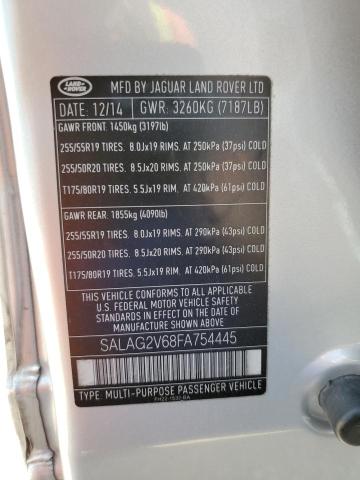 LAND ROVER
MFD BY JAGUAR LAND ROVER LTD
DATE: 12/14 GWR: 3260KG (7187LB)
GAWR FRONT: 1450kg (3197lb)
255/55R19 TIRES. 8.0Jx19 RIMS. AT 250kPa (37psi) COLD
255/50R20 TIRES. 8.5Jx20 RIMS. AT 250kPa (37psi) COLD
T175/80R19 TIRES. 5.5Jx19 RIM, AT 420kPa (61psi) COLD
GAWR REAR: 1855kg (4090lb)
255/55R19 TIRES. 8.0Jx19 RIMS. AT 290kPa (43psi) COLD
255/50R20 TIRES. 8.5Jx20 RIMS. AT 290kPa (43psi) COLD
T175/80R19 TIRES. 5.5Jx19 RIM, AT 420kPa (61psi) COLD
THIS VEHICLE CONFORMS TO ALL APPLICABLE
U.S. FEDERAL MOTOR VEHICLE SAFETY
STANDARDS IN EFFECT ON THE DATE OF
MANUFACTURE SHOWN ABOVE.
SALAG2V68FA754445
TYPE: MULTI-PURPOSE PASSENGER VEHICLE